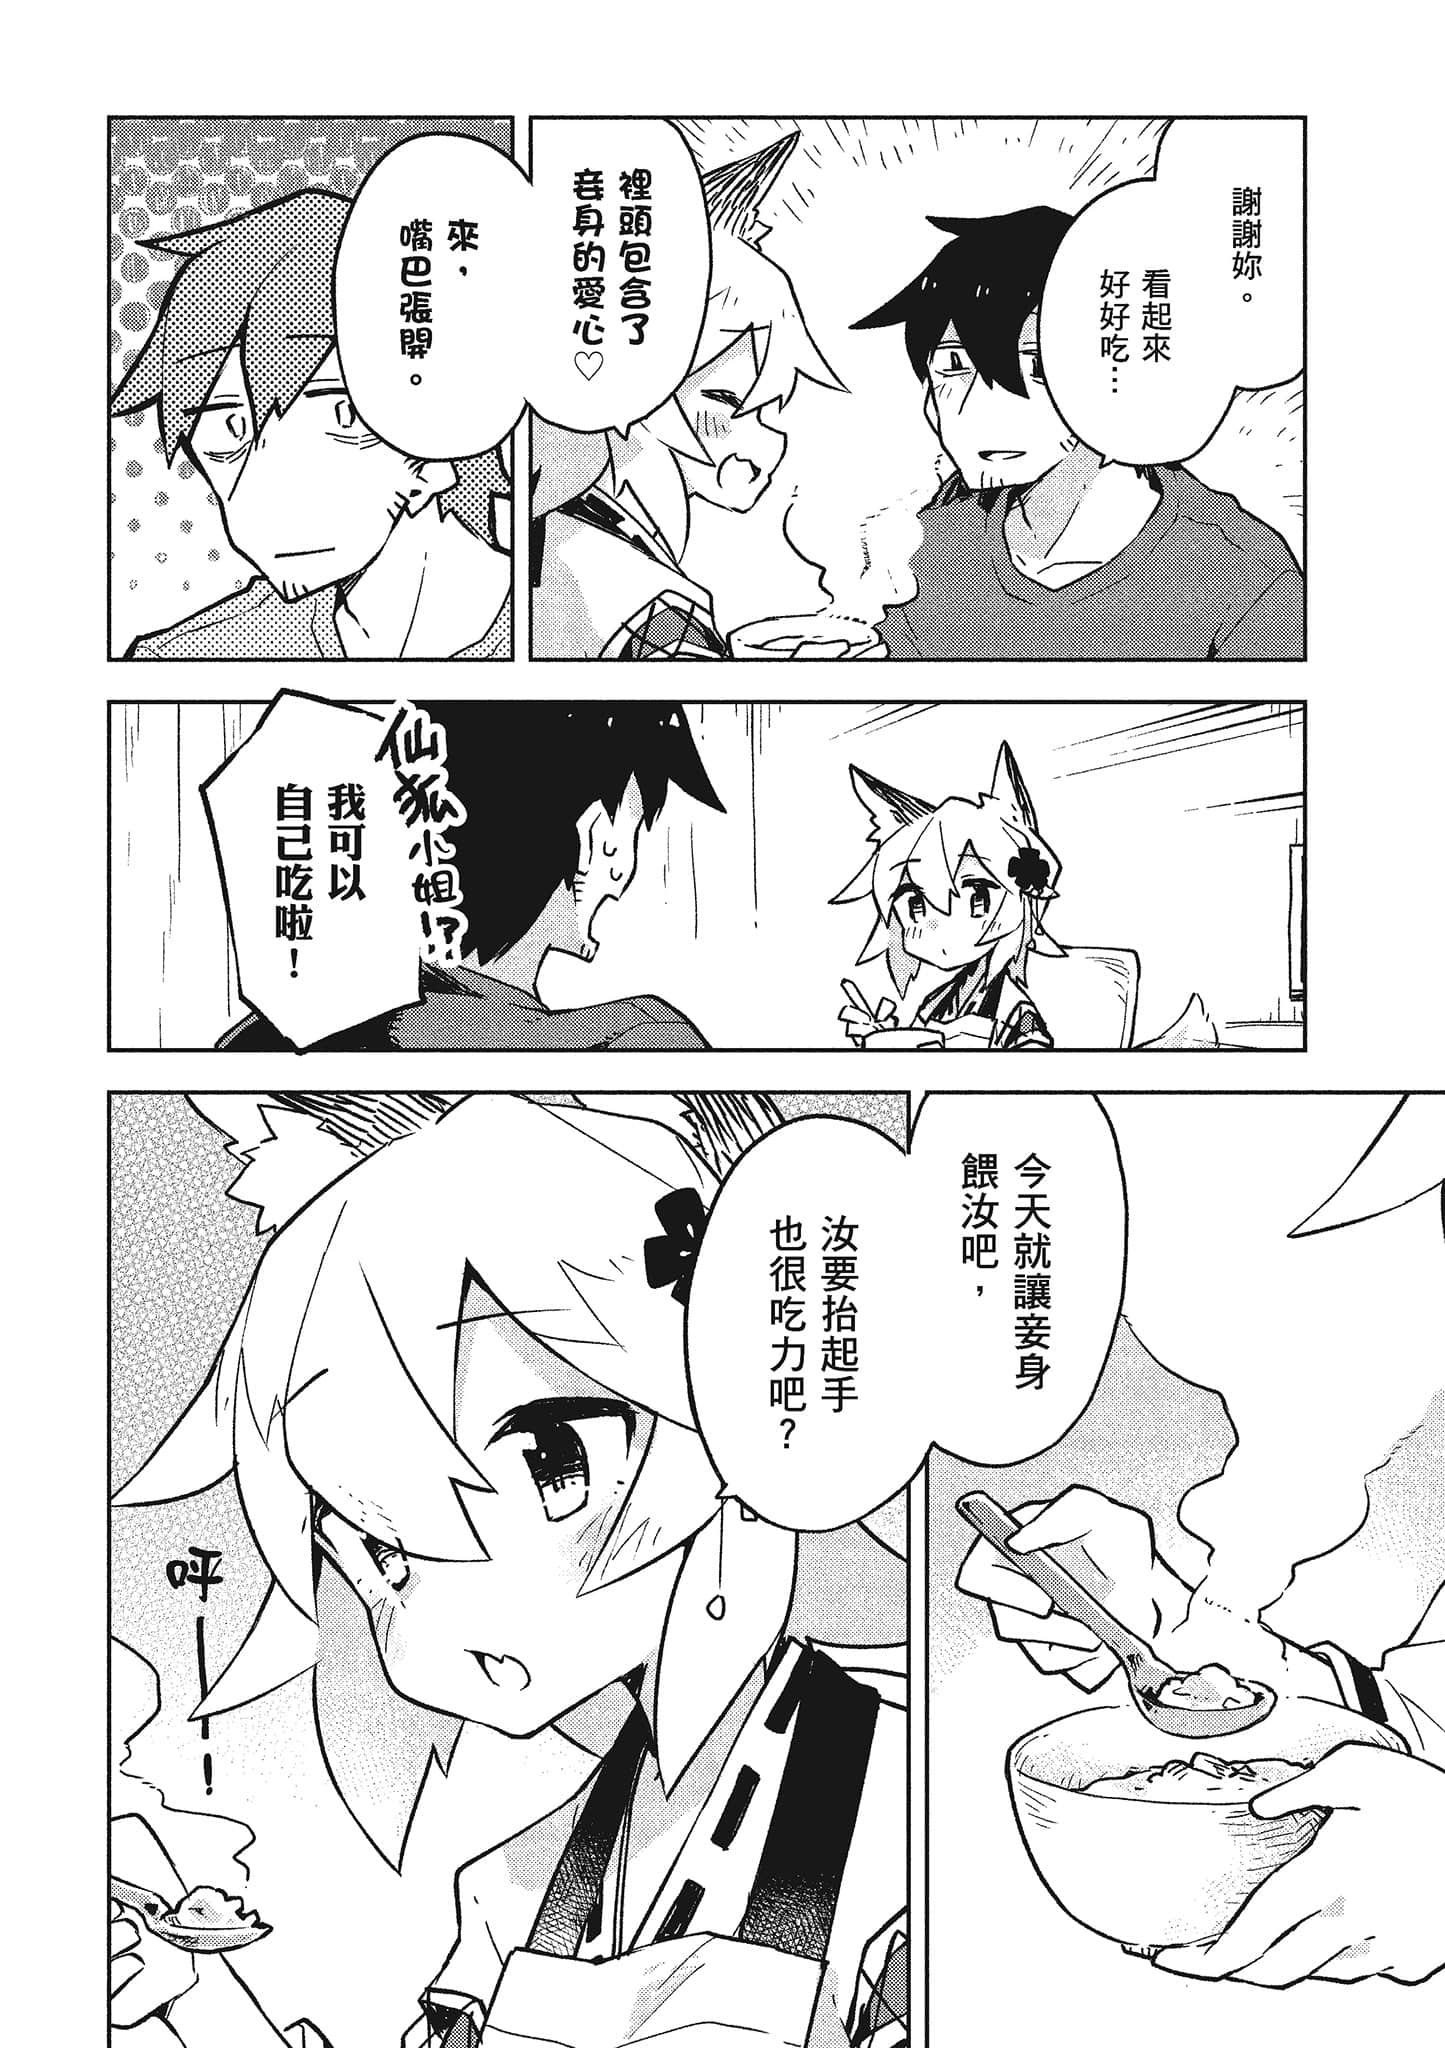 謝謝妳。
看起來
好好吃…
裡頭包含了
妾身的愛心♡
來，
嘴巴張開。
仙狐小姐!?
我可以
自己吃啦！
今天就讓妾身
餵汝吧，
汝要抬起手
也很吃力吧？
呼——！